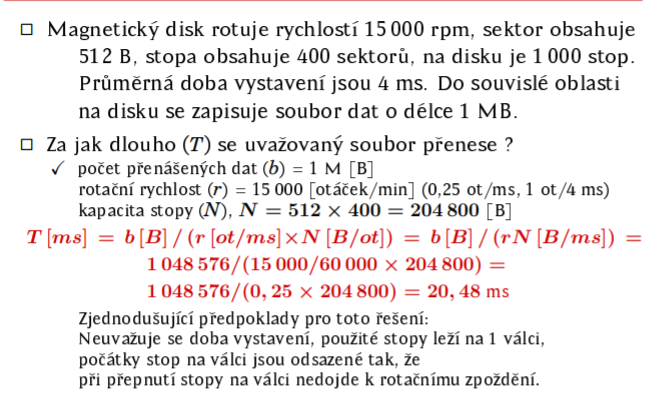 □ Magnetický disk rotuje rychlostí 15 000 rpm, sektor obsahuje
512 B, stopa obsahuje 400 sektorů, na disku je 1 000 stop.
Průměrná doba vystavení jsou 4 ms. Do souvislé oblasti
na disku se zapisuje soubor dat o délce 1 MB.
□ Za jak dlouho (T) se uvažovaný soubor přenese ?
✓ počet přenášených dat (b) = 1 M [B]
rotační rychlost (r) = 15 000 [otáček/min] (0,25 ot/ms, 1 ot/4 ms)
kapacita stopy (N), N = 512 × 400 = 204 800 [B]
T [ms] = b [B] / (r [ot/ms]×N [B/ot]) = b [B] / (rN [B/ms]) =
1 048 576/(15 000/60 000 × 204 800) =
1 048 576/(0, 25 × 204 800) = 20, 48 ms
Zjednodušující předpoklady pro toto řešení:
Neuvažuje se doba vystavení, použité stopy leží na 1 válci,
počátky stop na válci jsou odsazené tak, že
při přepnutí stopy na válci nedojde k rotačnímu zpoždění.